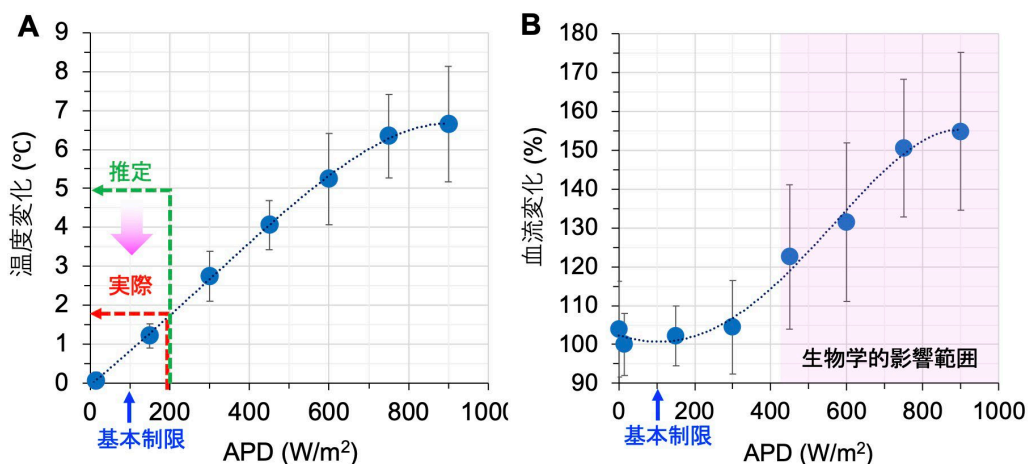 A
9
8
7
6
5
4
3
2
1
0
温度変化 (℃)
推定
実際
0
200
400
600
800
1000
基本制限
APD (W/m²)
B
180
170
160
150
140
130
120
110
100
90
血流変化 (%)
生物学的影響範囲
0
200
400
600
800
1000
基本制限
APD (W/m²)